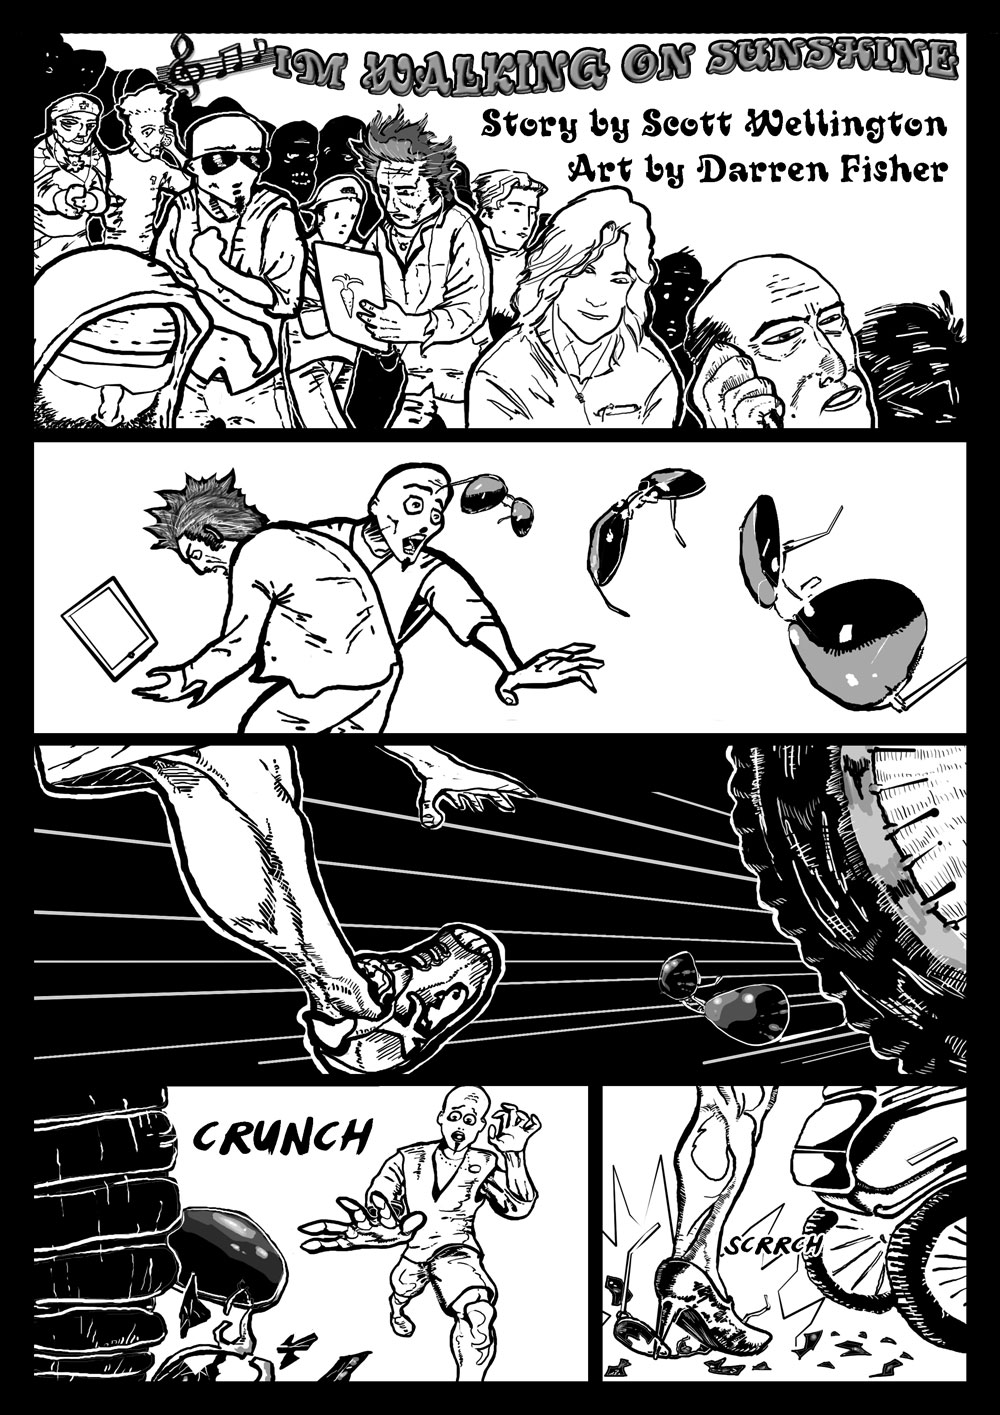 'IM WALKING ON SUNSHINE
Story by Scott Wellington
Art by Darren Fisher
CRUNCH
SCRRCH